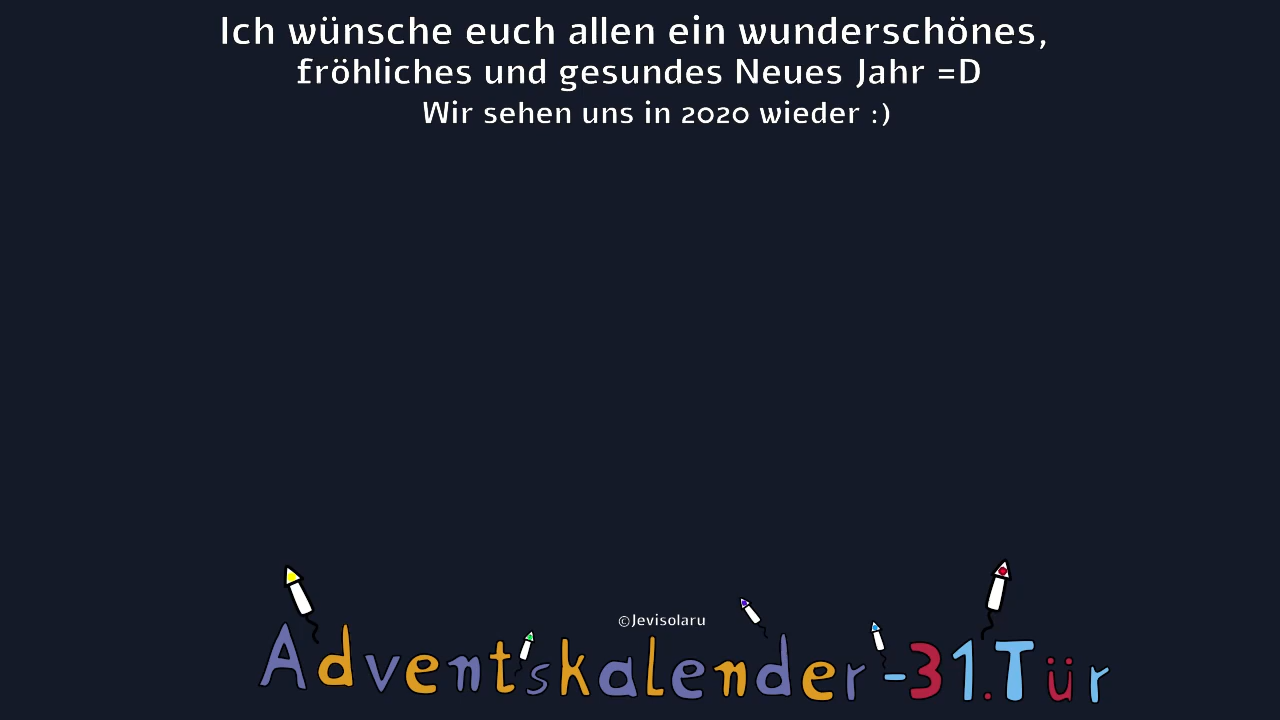 Ich wünsche euch allen ein wunderschönes,
fröhliches und gesundes Neues Jahr =D
Wir sehen uns in 2020 wieder :)
©Jevisolaru
Adventskalender-31.Tür